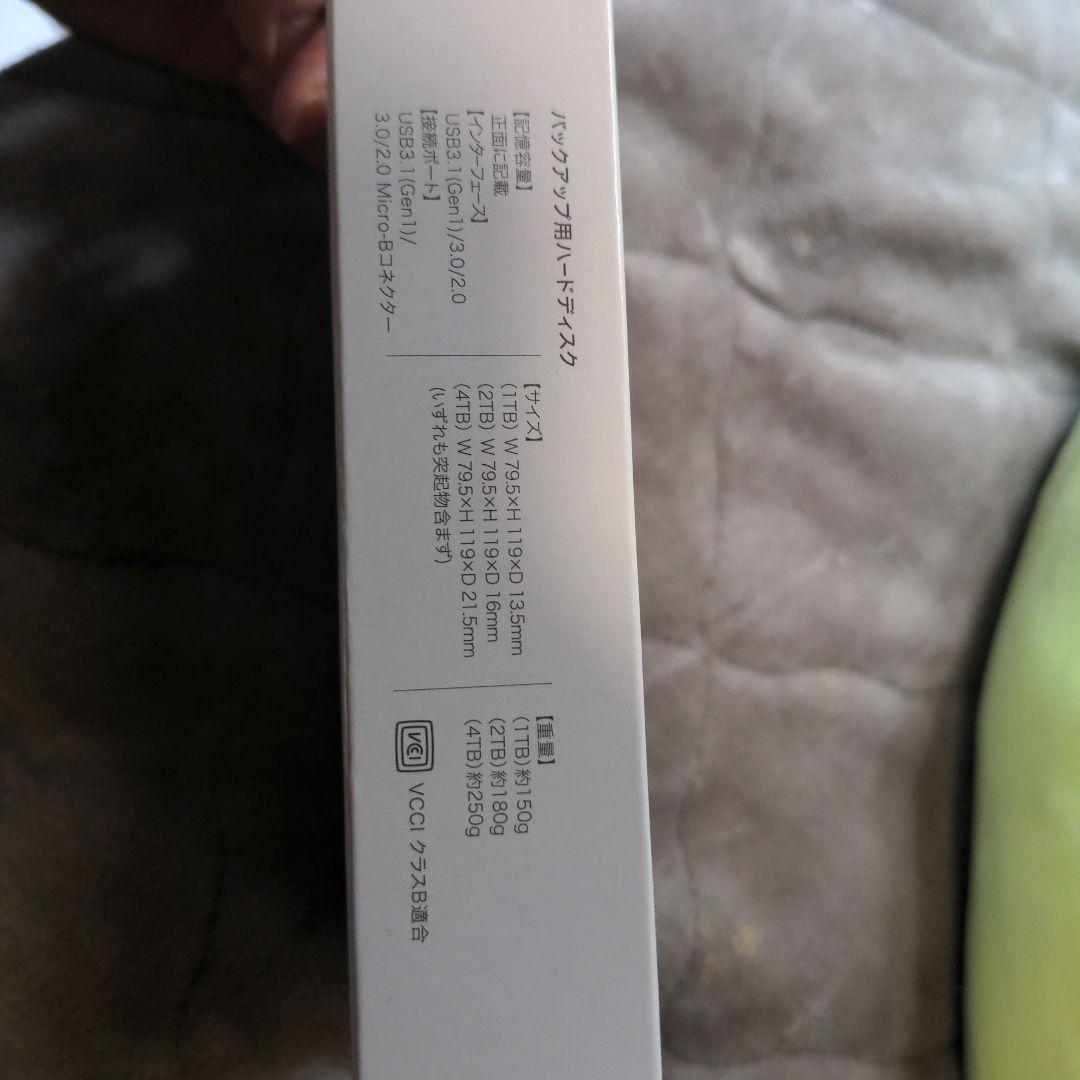 バックアップ用ハードディスク
【記憶容量】
正面に記載
【インターフェース】
USB3.1(Gen1)/3.0/2.0
【接続ポート】
USB3.1(Gen1)/
3.0/2.0 Micro-Bコネクター
【サイズ】
(1TB) W 79.5×H 119×D 13.5mm
(2TB) W 79.5×H 119×D 16mm
(4TB) W 79.5×H 119×D 21.5mm
(いずれも突起物含まず)
【重量】
(1TB)約150g
(2TB)約180g
(4TB)約250g
VCCI VCCI クラスB適合